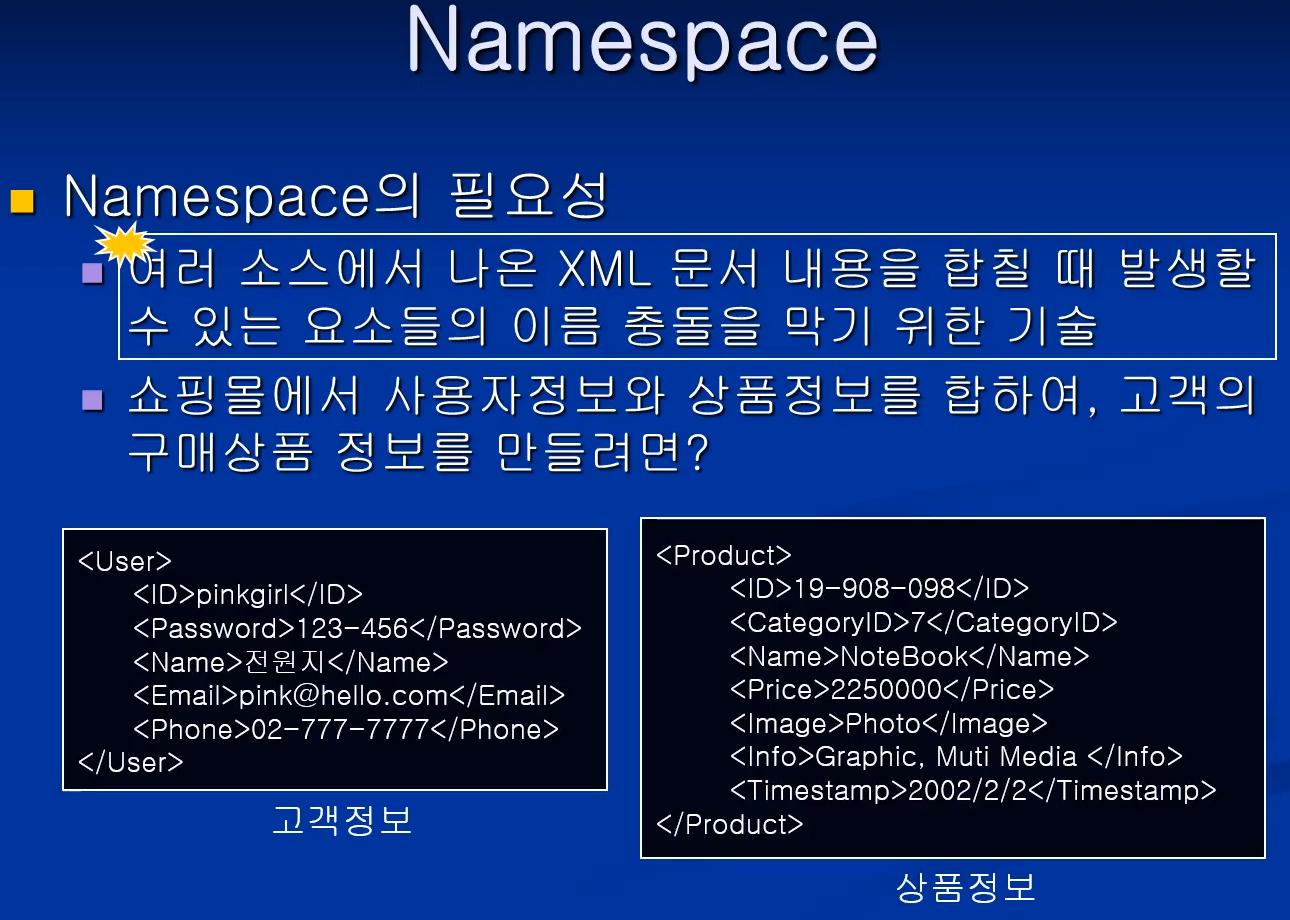 Namespace
Namespace의 필요성
여러 소스에서 나온 XML 문서 내용을 합칠 때 발생할
수 있는 요소들의 이름 충돌을 막기 위한 기술
쇼핑몰에서 사용자정보와 상품정보를 합하여, 고객의
구매상품 정보를 만들려면?
<User>
<ID>pinkgirl</ID>
<Password>123-456</Password>
<Name>전원지</Name>
<Email>pink@hello.com</Email>
<Phone>02-777-7777</Phone>
</User>
고객정보
<Product>
<ID>19-908-098</ID>
<CategoryID>7</CategoryID>
<Name>NoteBook</Name>
<Price>2250000</Price>
<Image>Photo</Image>
<Info>Graphic, Muti Media </Info>
<Timestamp>2002/2/2</Timestamp>
</Product>
상품정보